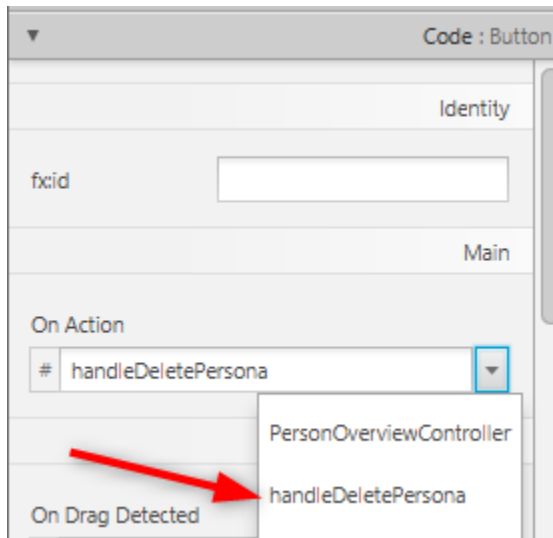 Code : Button
Identity
fx:id
Main
On Action
# handleDeletePersona
PersonOverviewController
handleDeletePersona
On Drag Detected